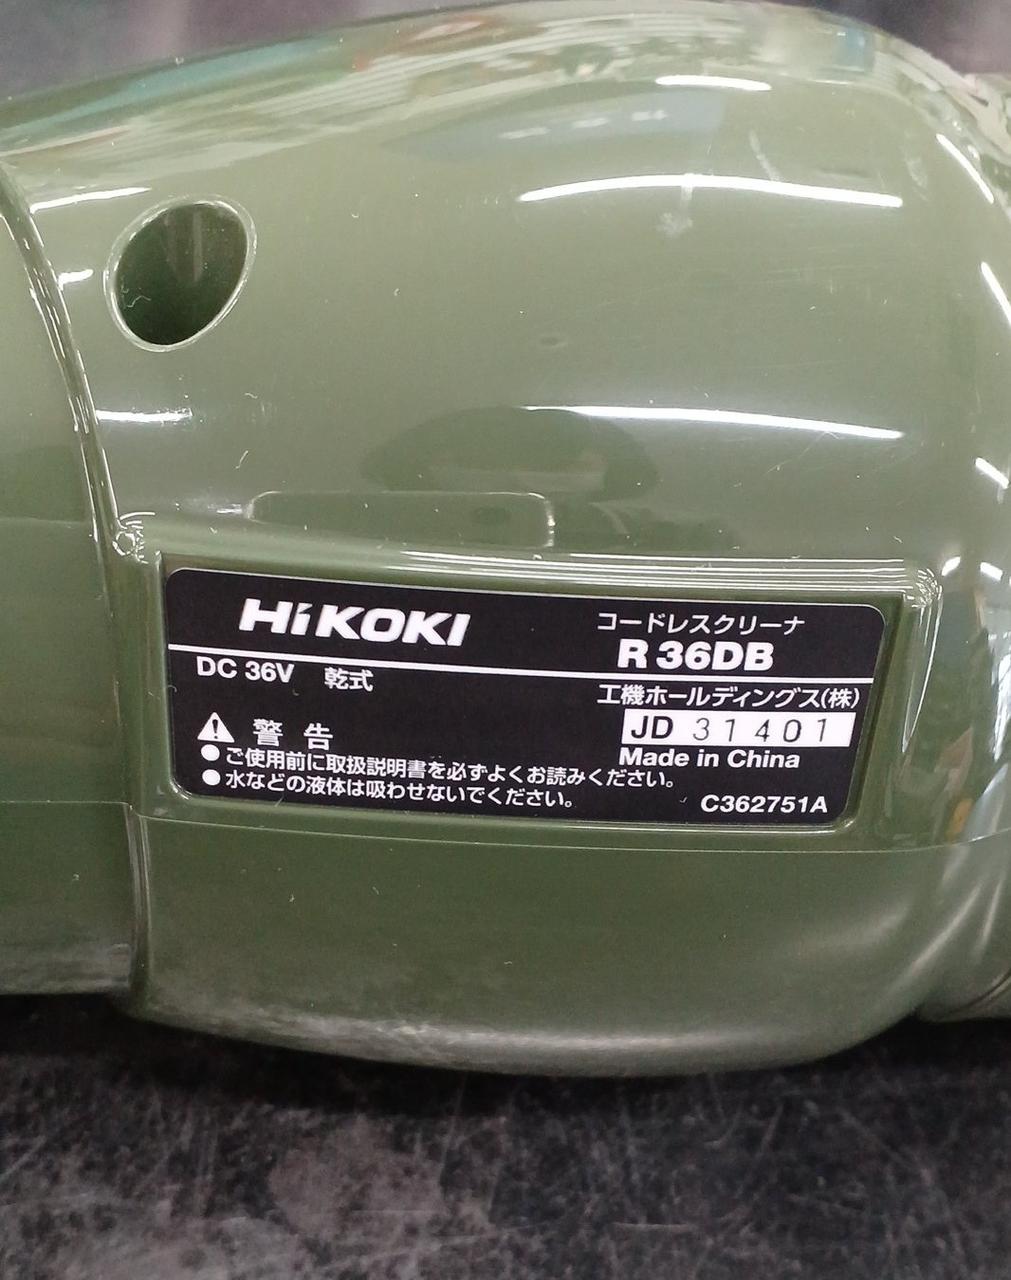 HiKOKI
コードレスクリーナ
R 36DB
DC 36V 乾式
工機ホールディングス(株)
JD 31401
Made in China
警告
● ご使用前に取扱説明書を必ずよくお読みください。
● 水などの液体は吸わせないでください。
C362751A